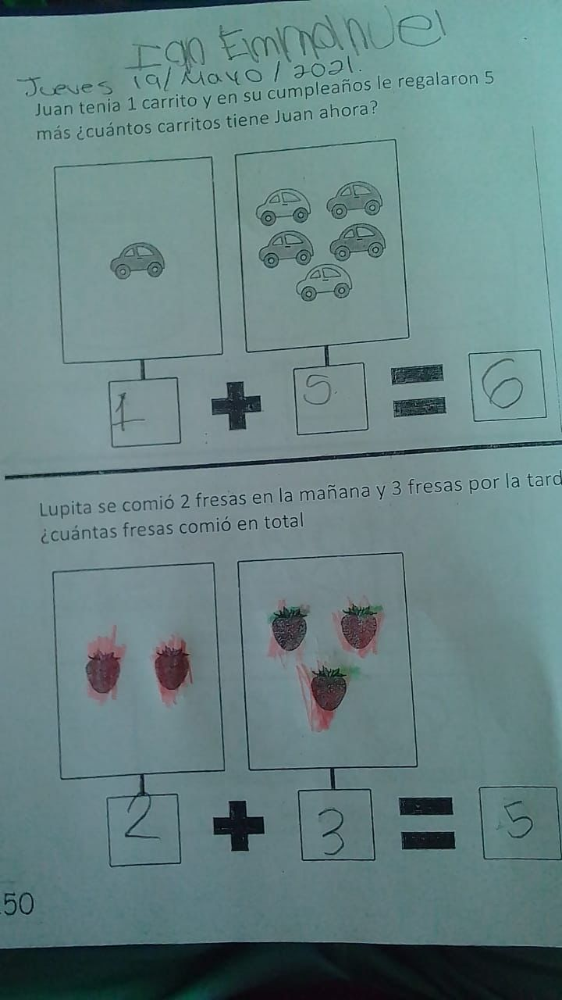 Ian Emmanuel
Jueves 19/Mayo/2021.
Juan tenia 1 carrito y en su cumpleaños le regalaron 5
más ¿cuántos carritos tiene Juan ahora?
1 + 5 = 6
Lupita se comió 2 fresas en la mañana y 3 fresas por la tard
¿cuántas fresas comió en total
2 + 3 = 5
50